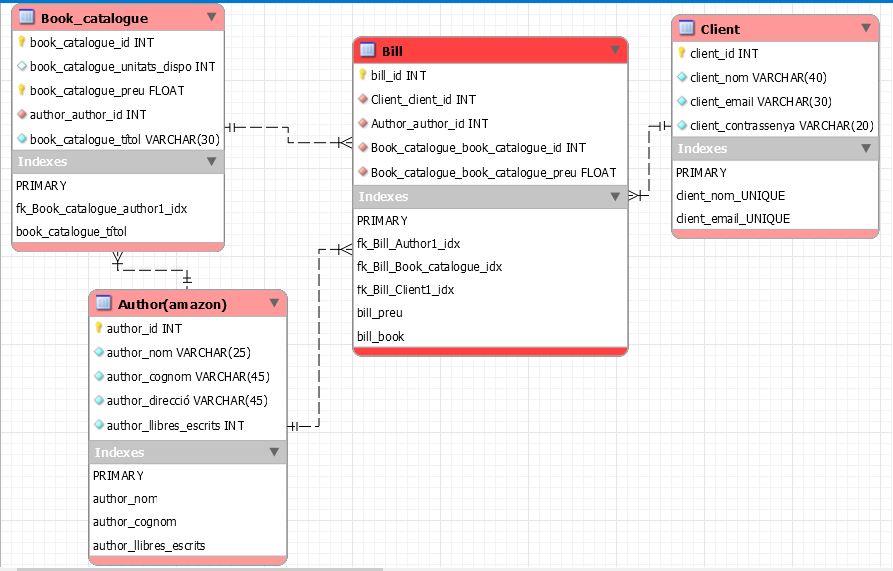 Book_catalogue
book_catalogue_id INT
book_catalogue_unitats_dispo INT
book_catalogue_preu FLOAT
author_author_id INT
book_catalogue_títol VARCHAR(30)
Indexes
PRIMARY
fk_Book_catalogue_author1_idx
book_catalogue_títol
Author(amazon)
author_id INT
author_nom VARCHAR(25)
author_cognom VARCHAR(45)
author_direcció VARCHAR(45)
author_llibres_escrits INT
Indexes
PRIMARY
author_nom
author_cognom
author_llibres_escrits
Bill
bill_id INT
Client_client_id INT
Author_author_id INT
Book_catalogue_book_catalogue_id INT
Book_catalogue_book_catalogue_preu FLOAT
Indexes
PRIMARY
fk_Bill_Author1_idx
fk_Bill_Book_catalogue_idx
fk_Bill_Client1_idx
bill_preu
bill_book
Client
client_id INT
client_nom VARCHAR(40)
client_email VARCHAR(30)
client_contrassenya VARCHAR(20)
Indexes
PRIMARY
client_nom_UNIQUE
client_email_UNIQUE